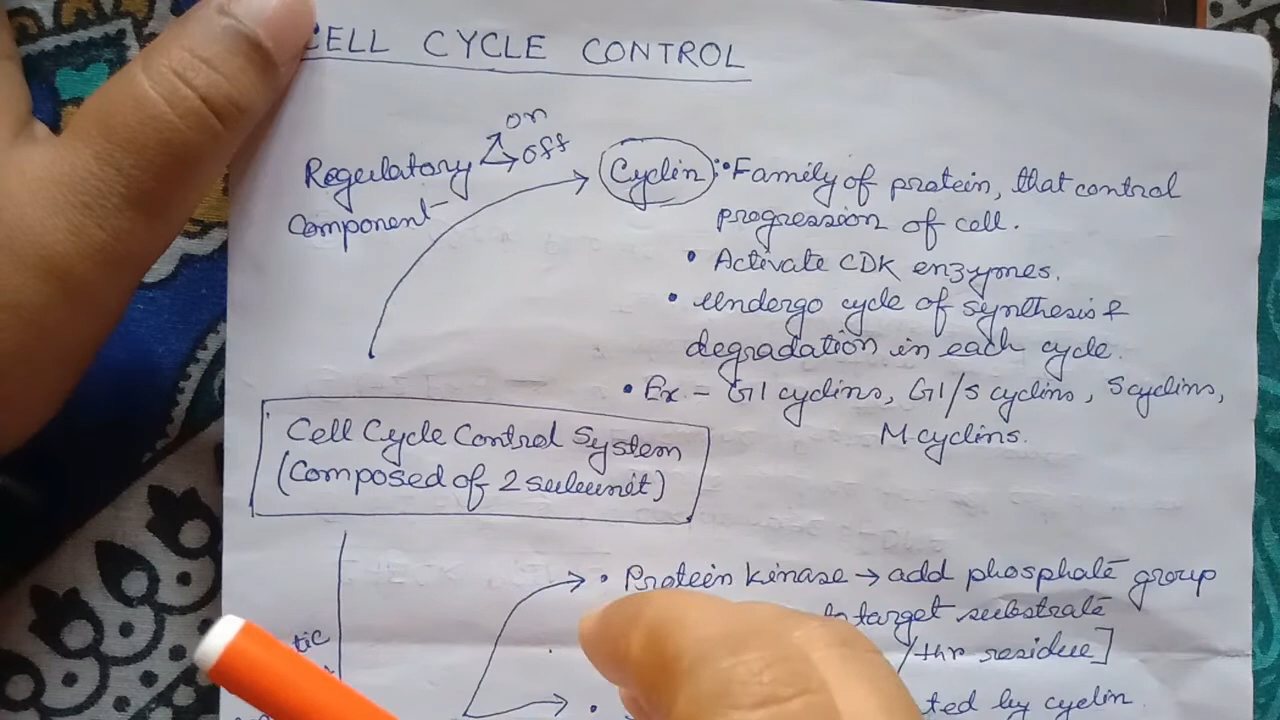 CELL CYCLE CONTROL
on
Regulatory off
Component-
Cyclin : • Family of protein, that control
progression of cell.
• Activate CDK enzymes.
• Undergo cycle of synthesis &
degradation in each cycle.
• Ex. - G1 cyclins, G1/S cyclins, S cyclins,
M cyclins.
Cell Cycle Control System
(Composed of 2 subunit)
• Protein kinase → add phosphate group
target substrate
/thr residue]
tic
ted by cyclin